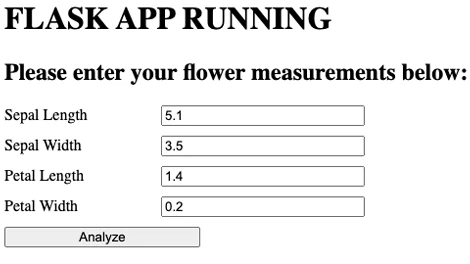 FLASK APP RUNNING
Please enter your flower measurements below:
Sepal Length 5.1
Sepal Width 3.5
Petal Length 1.4
Petal Width 0.2
Analyze